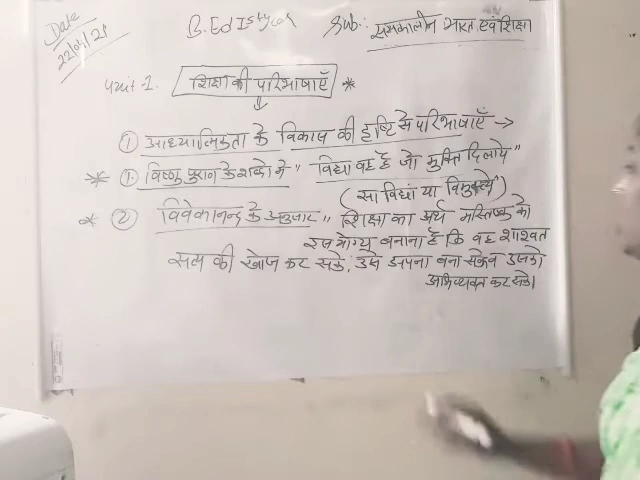 Date
22/04/21
B.Ed Ist year Sub:- समकालीन भारत एवं शिक्षा
Unit-1. शिक्षा की परिभाषाएँ *
① आध्यात्मिकता के विकास की दृष्टि से परिभाषाएँ →
* ① विष्णु पुराण के शब्दों में " विद्या वह है जो मुक्ति दिलाये"
(सा विद्या या विमुक्तये)
* ② विवेकानन्द के अनुसार " शिक्षा का अर्थ मस्तिष्क को
इस योग्य बनाना है कि वह शाश्वत
सत्य की खोज कर सके, उसे अपना बना सके व उसको
अभिव्यक्त कर सके।